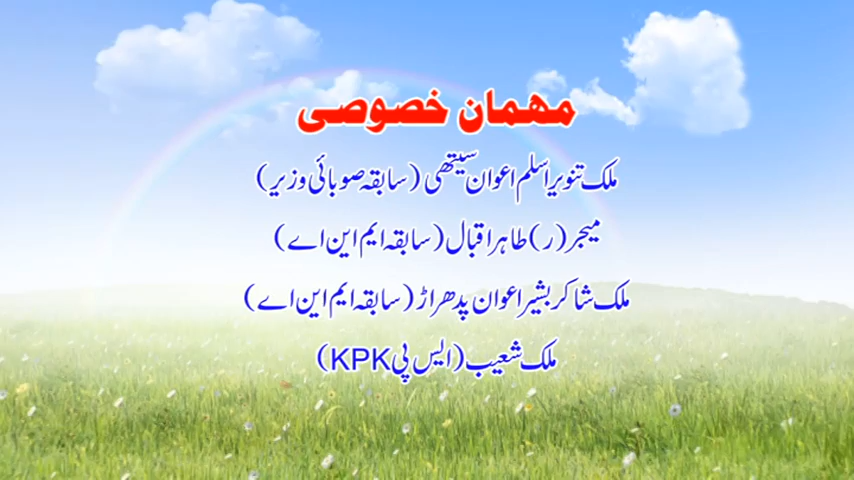 مہمان خصوصی
ملک تنویر اسلم اعوان سیتھی (سابقہ صوبائی وزیر)
میجر (ر) طاہر اقبال (سابقہ ایم این اے)
ملک شاکر بشیر اعوان پدھراڑ (سابقہ ایم این اے)
ملک شعیب (ایس پی KPK)